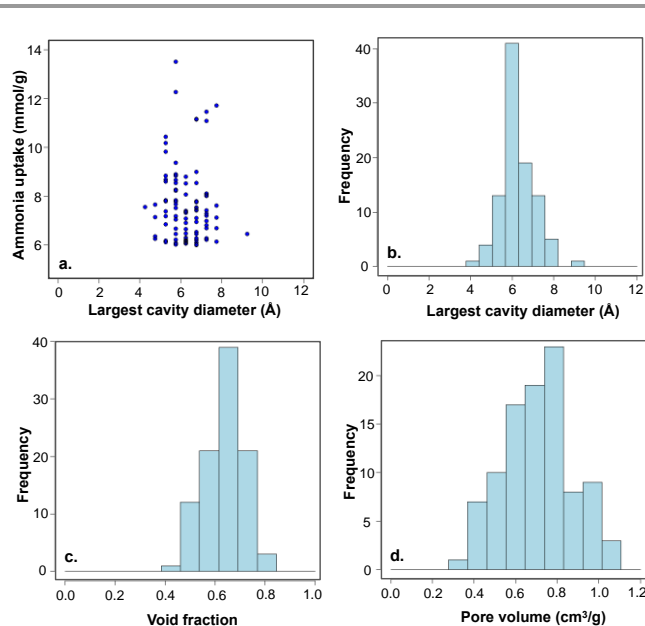 14
12
10
8
6
Ammonia uptake (mmol/g)
a.
0 2 4 6 8 10 12
Largest cavity diameter (Å)
40
30
20
10
0
Frequency
b.
0 2 4 6 8 10 12
Largest cavity diameter (Å)
40
30
20
10
0
Frequency
c.
0.0 0.2 0.4 0.6 0.8 1.0
Void fraction
20
15
10
5
0
Frequency
d.
0.0 0.2 0.4 0.6 0.8 1.0 1.2
Pore volume (cm³/g)